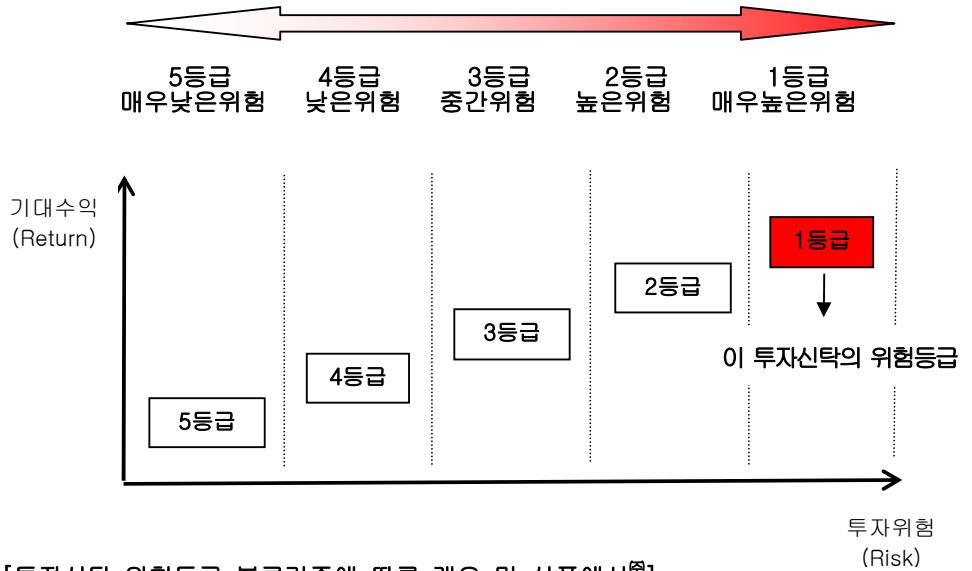 5등급 4등급 3등급 2등급 1등급
매우낮은위험 낮은위험 중간위험 높은위험 매우높은위험
기대수익
(Return)
1등급
2등급
3등급
이 투자신탁의 위험등급
4등급
5등급
투자위험
(Risk)